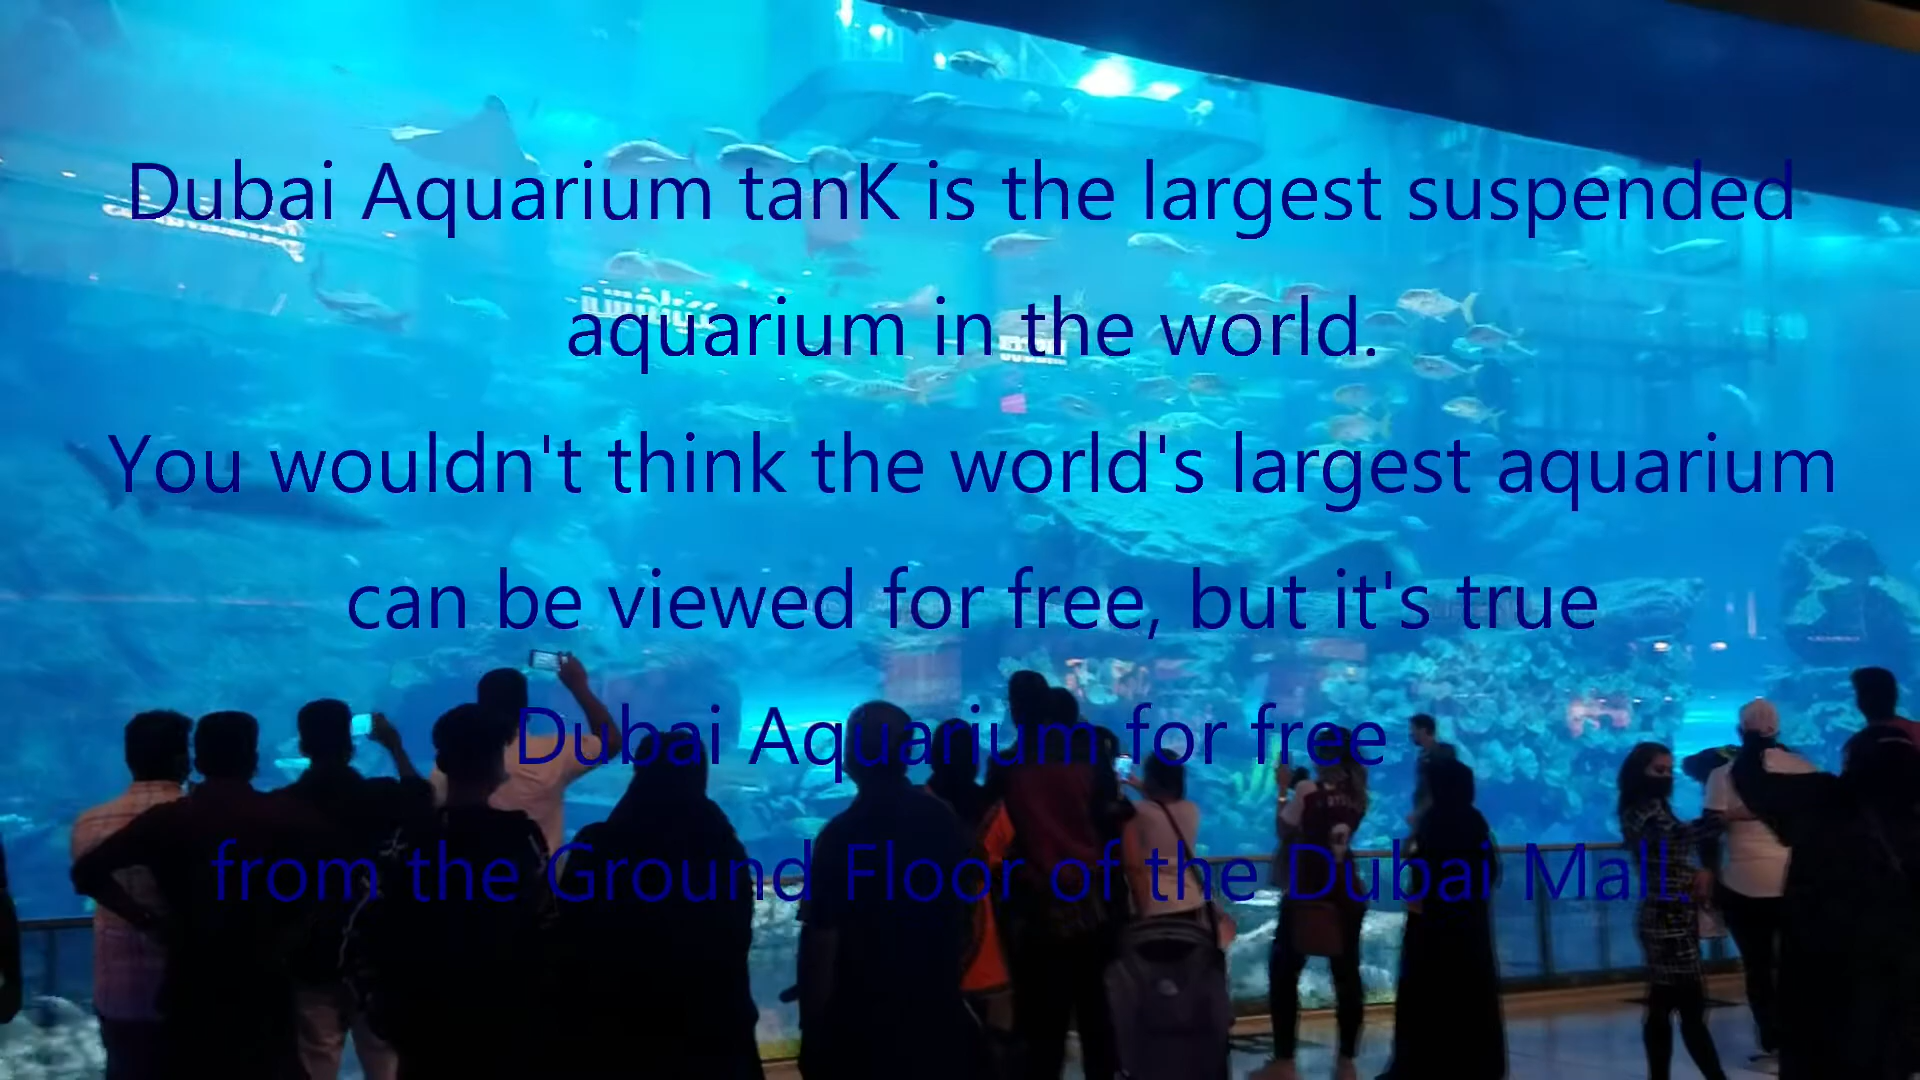 Dubai Aquarium tanK is the largest suspended
aquarium in the world.
You wouldn't think the world's largest aquarium
can be viewed for free, but it's true
Dubai Aquarium for free
from the Ground Floor of the Dubai Mall.